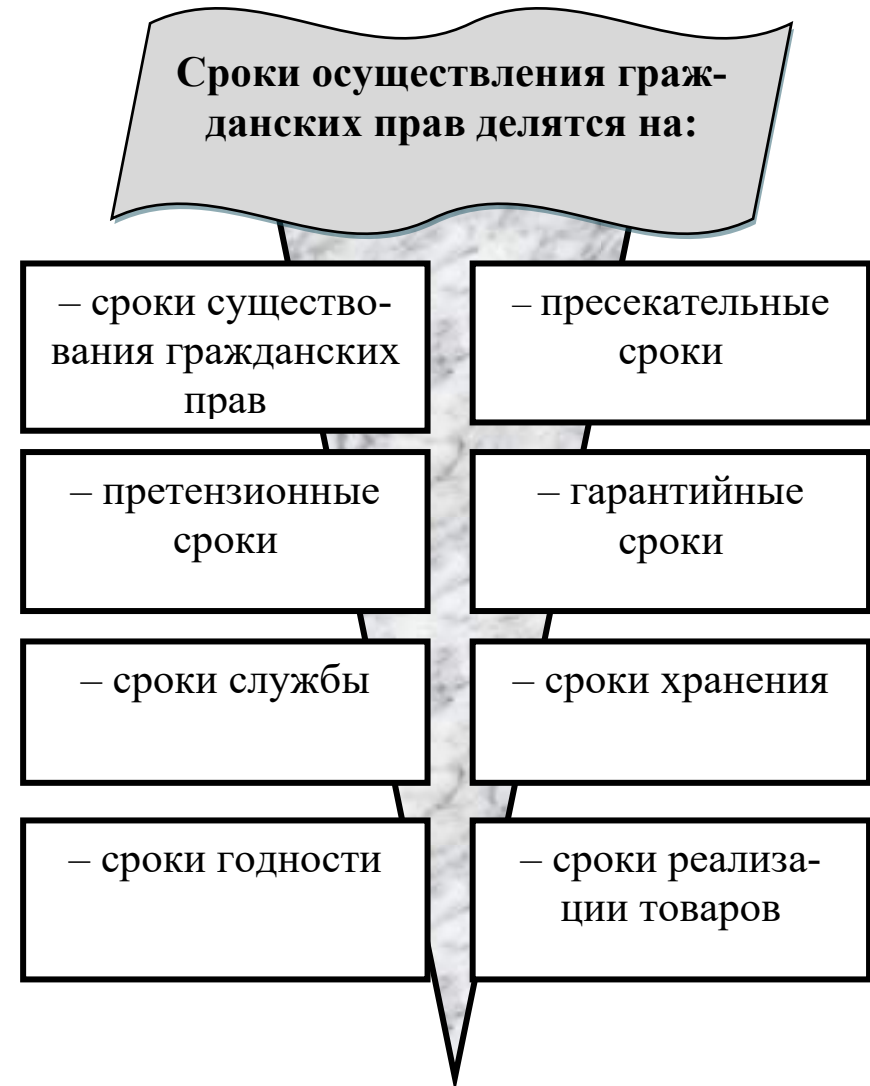 Сроки осуществления граж-
данских прав делятся на:
– сроки существо-
вания гражданских
прав
– пресекательные
сроки
– претензионные
сроки
– гарантийные
сроки
– сроки службы
– сроки хранения
– сроки годности
– сроки реализа-
ции товаров